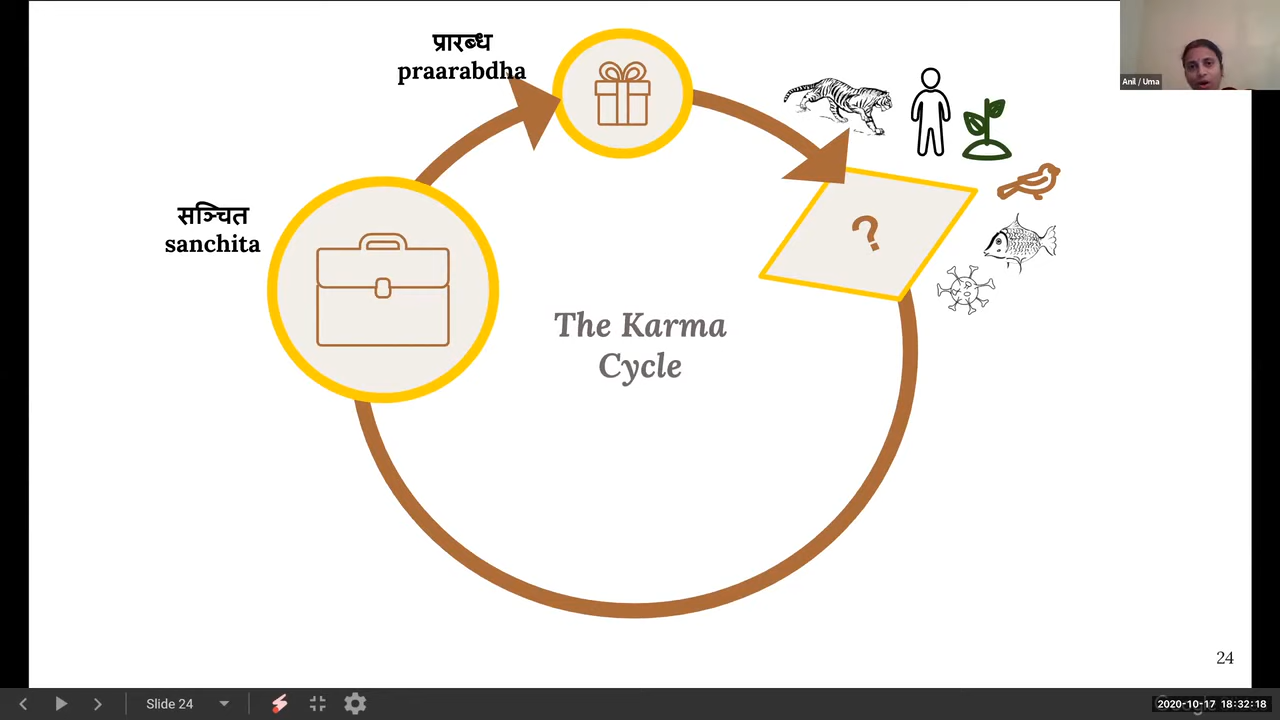 प्रारब्ध
praarabdha
Anil / Uma
सञ्चित
sanchita
?
The Karma
Cycle
24
Slide 24
2020-10-17 18:32:18